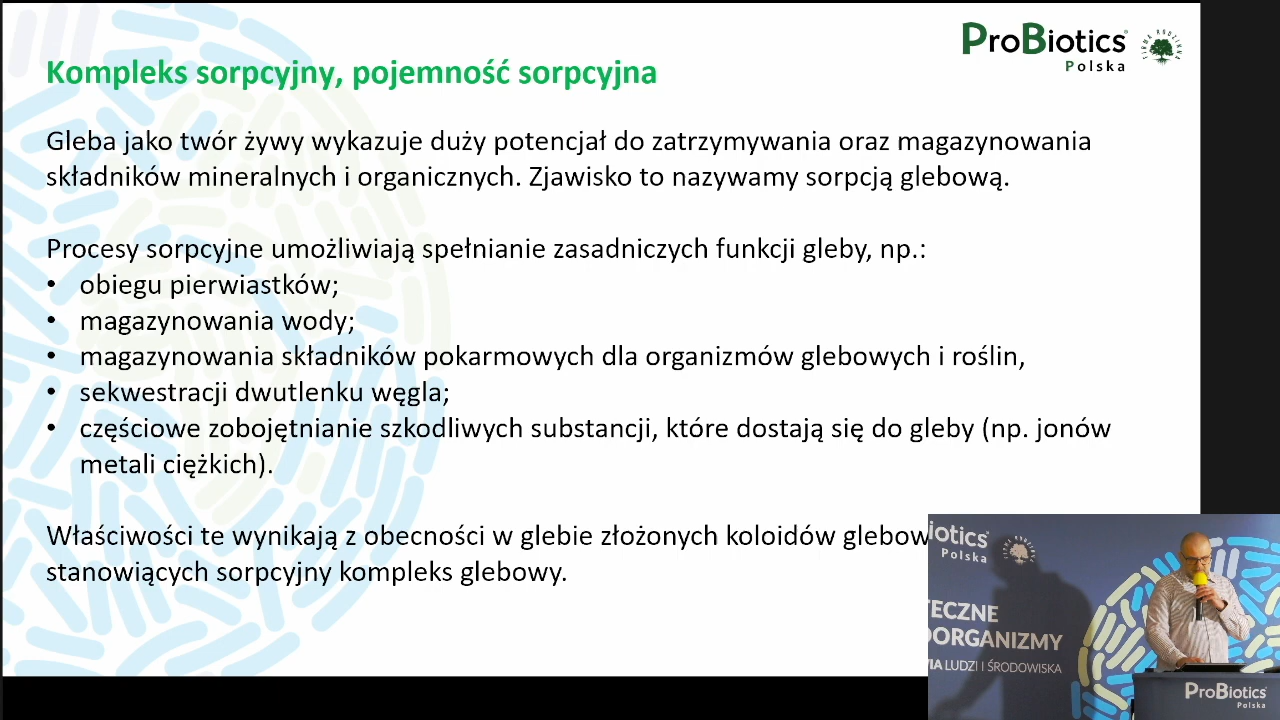 ProBiotics
Polska
FIRMA RODZINNA
Kompleks sorpcyjny, pojemność sorpcyjna
Gleba jako twór żywy wykazuje duży potencjał do zatrzymywania oraz magazynowania
składników mineralnych i organicznych. Zjawisko to nazywamy sorpcją glebową.
Procesy sorpcyjne umożliwiają spełnianie zasadniczych funkcji gleby, np.:
• obiegu pierwiastków;
• magazynowania wody;
• magazynowania składników pokarmowych dla organizmów glebowych i roślin,
• sekwestracji dwutlenku węgla;
• częściowe zobojętnianie szkodliwych substancji, które dostają się do gleby (np. jonów
metali ciężkich).
Właściwości te wynikają z obecności w glebie złożonych koloidów glebow
stanowiących sorpcyjny kompleks glebowy.
iotics
Polska
TECZNE
OORGANIZMY
WIA LUDZI I ŚRODOWISKA
ProBiotics
Polska